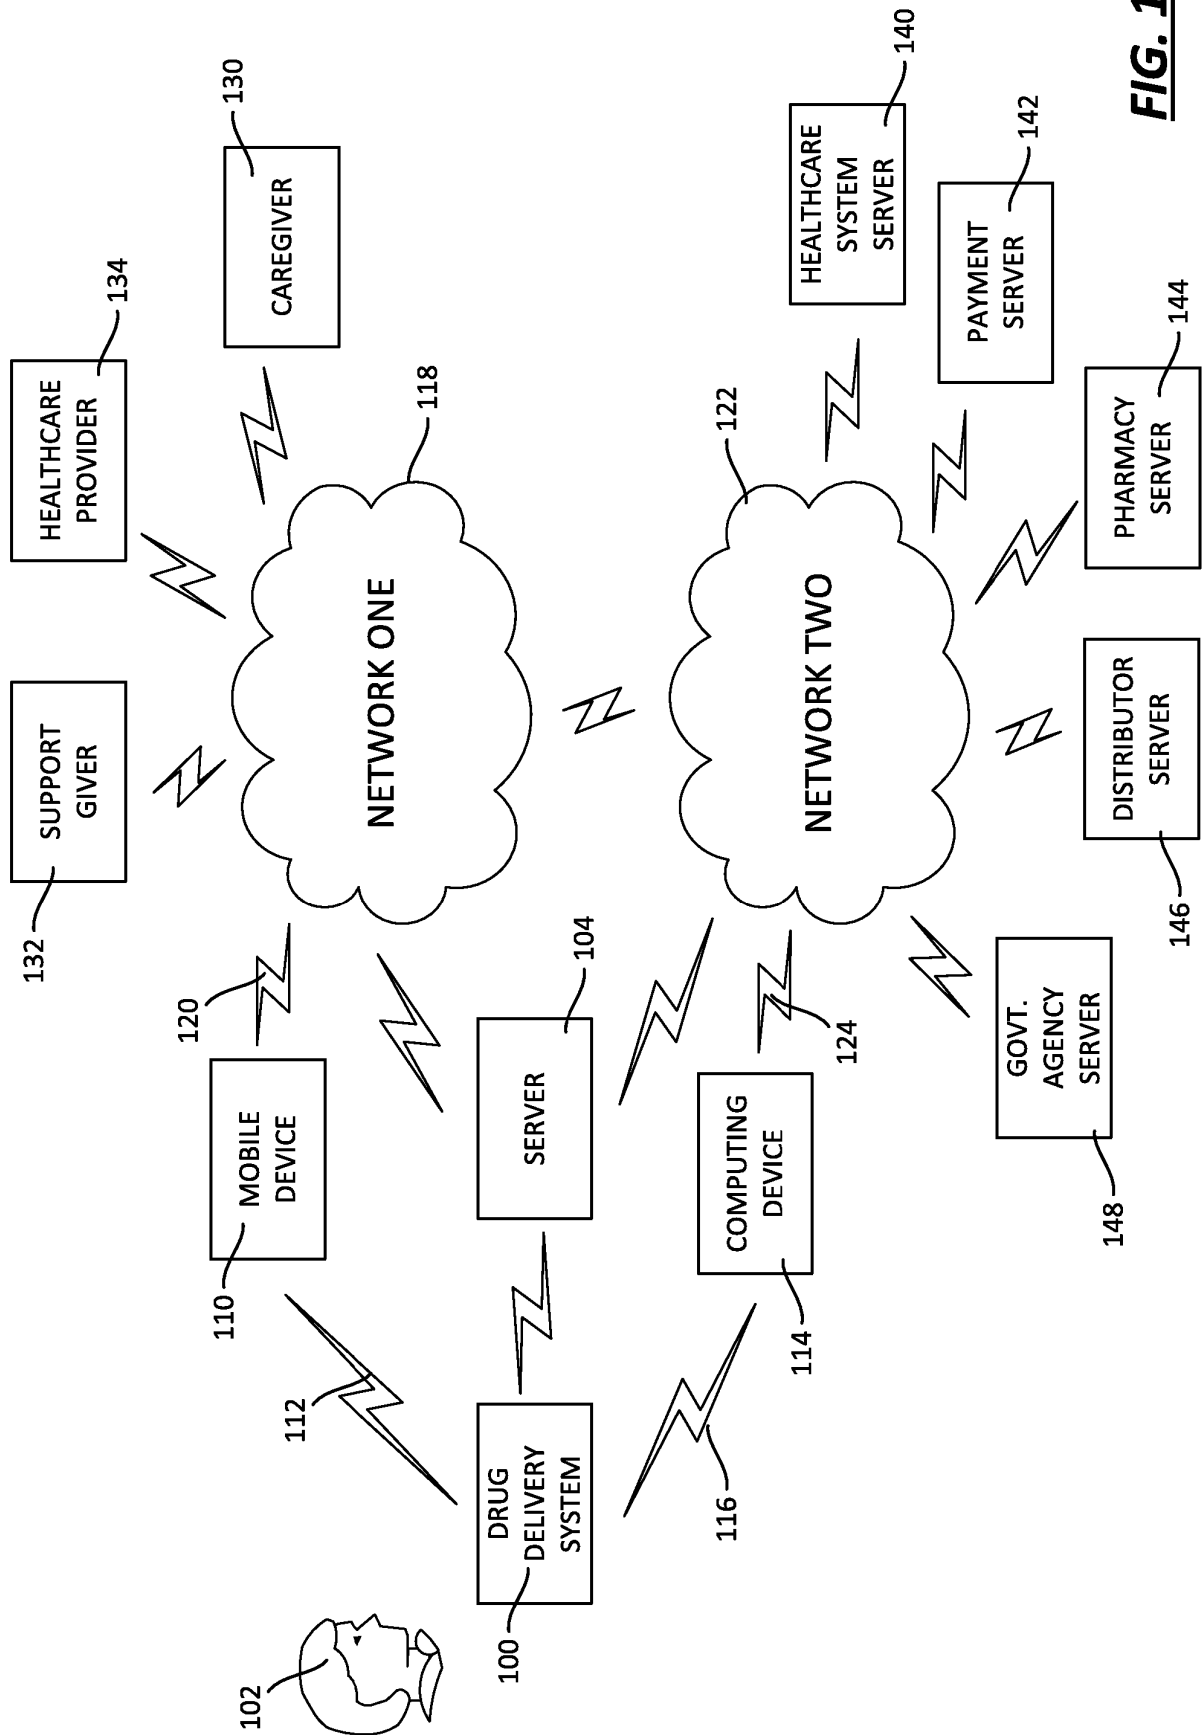 132
SUPPORT
GIVER
HEALTHCARE
PROVIDER
134
120
110
MOBILE
DEVICE
CAREGIVER
130
102
112
NETWORK ONE
118
100
DRUG
DELIVERY
SYSTEM
SERVER
104
116
114
COMPUTING
DEVICE
124
NETWORK TWO
122
HEALTHCARE
SYSTEM
SERVER
140
148
GOVT.
AGENCY
SERVER
146
DISTRIBUTOR
SERVER
PHARMACY
SERVER
144
PAYMENT
SERVER
142
FIG. 1